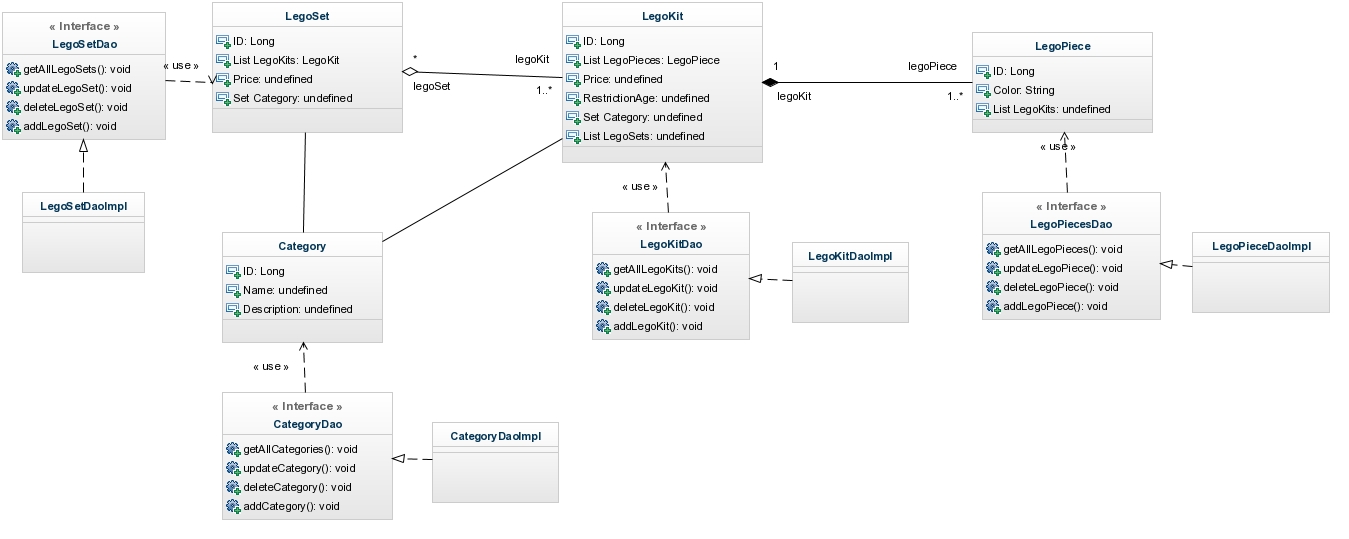 « Interface »
LegoSetDao
getAllLegoSets(): void
updateLegoSet(): void
deleteLegoSet(): void
addLegoSet(): void
« use »
LegoSet
ID: Long
List LegoKits: LegoKit
Price: undefined
Set Category: undefined
*
legoSet
legoKit
1..*
LegoKit
ID: Long
List LegoPieces: LegoPiece
Price: undefined
RestrictionAge: undefined
Set Category: undefined
List LegoSets: undefined
1
legoKit
legoPiece
1..*
LegoPiece
ID: Long
Color: String
List LegoKits: undefined
« use »
« use »
LegoSetDaoImpl
Category
ID: Long
Name: undefined
Description: undefined
« Interface »
LegoKitDao
getAllLegoKits(): void
updateLegoKit(): void
deleteLegoKit(): void
addLegoKit(): void
LegoKitDaoImpl
« Interface »
LegoPiecesDao
getAllLegoPieces(): void
updateLegoPiece(): void
deleteLegoPiece(): void
addLegoPiece(): void
LegoPieceDaoImpl
« use »
« Interface »
CategoryDao
getAllCategories(): void
updateCategory(): void
deleteCategory(): void
addCategory(): void
CategoryDaoImpl